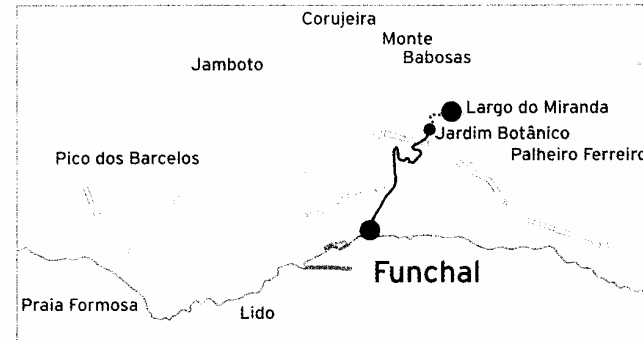 Corujeira
Monte
Babosas
Jamboto
Largo do Miranda
Jardim Botânico
Pico dos Barcelos
Palheiro Ferreiro
Funchal
Praia Formosa
Lido